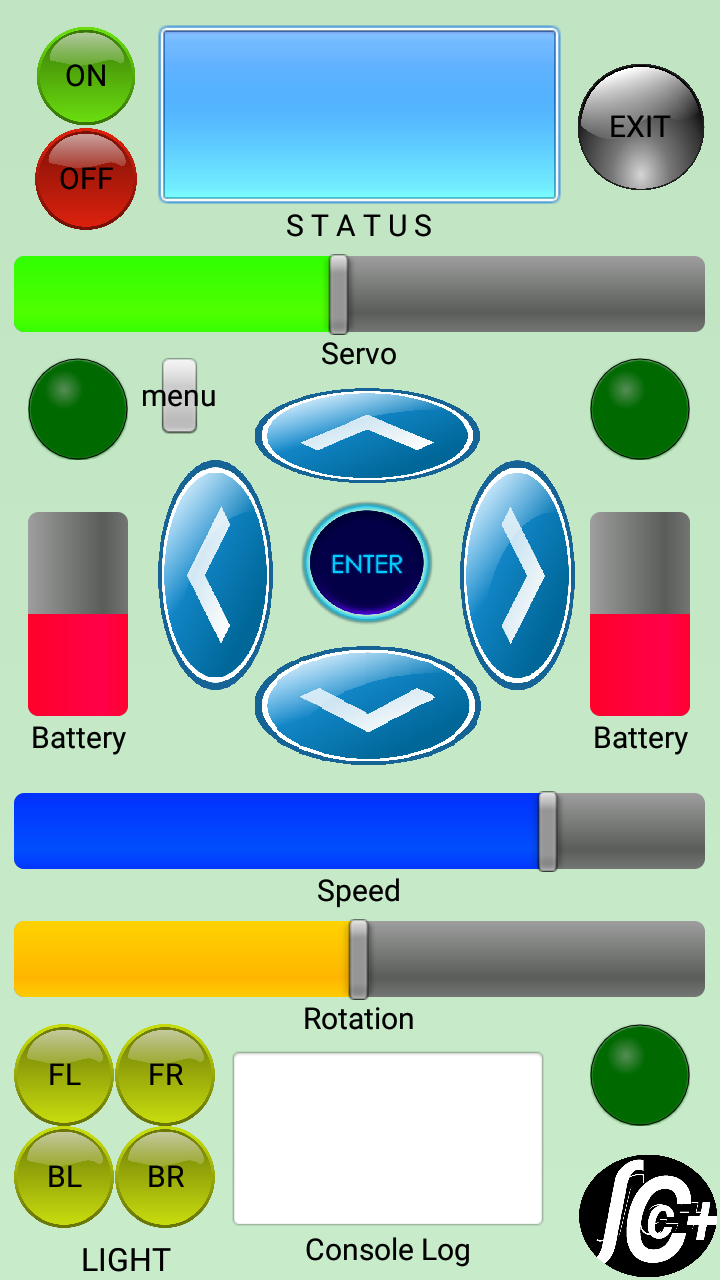 ON
OFF
EXIT
STATUS
Servo
menu
ENTER
Battery
Battery
Speed
Rotation
FL
FR
BL
BR
LIGHT
Console Log